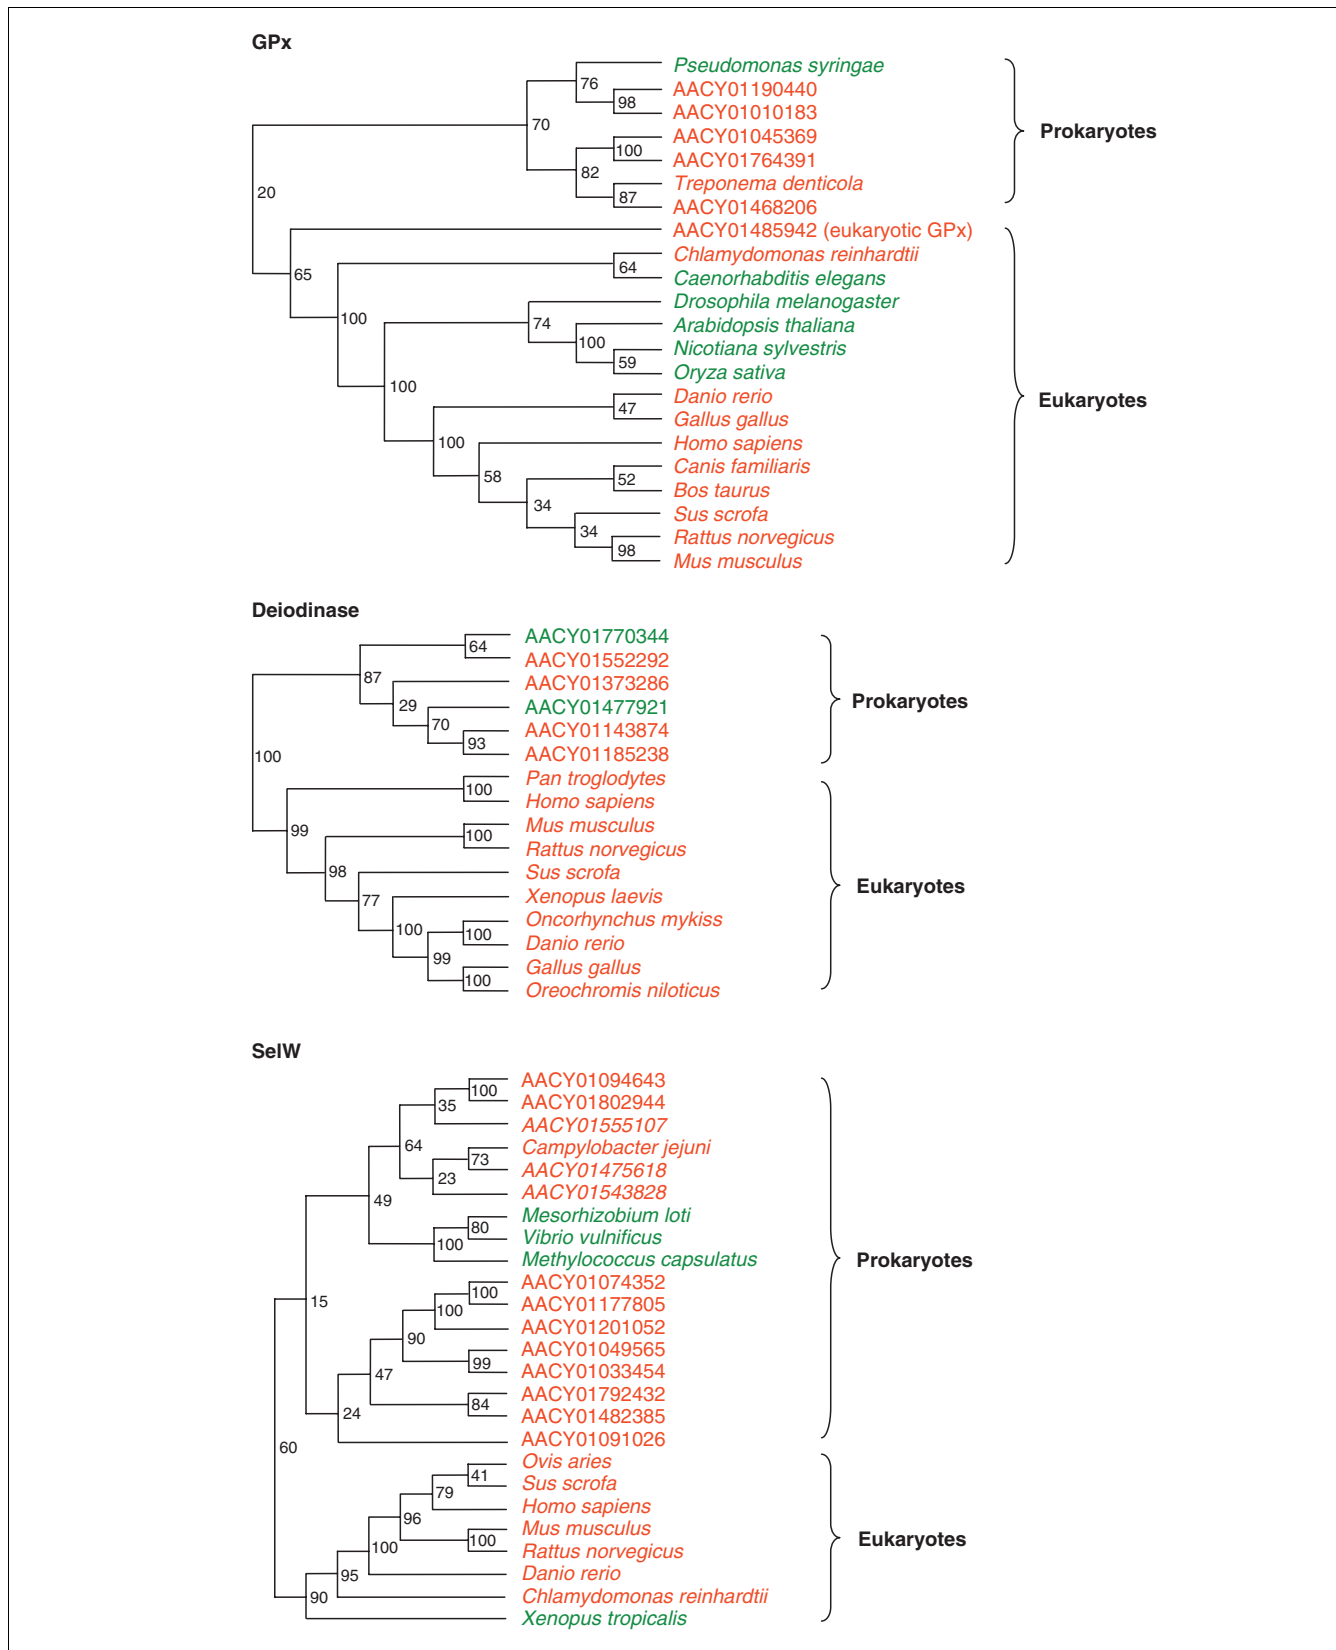 GPx
Pseudomonas syringae
76
AACY01190440
98
AACY01010183
70
Prokaryotes
AACY01045369
100
AACY01764391
82
Treponema denticola
87
20
AACY01468206
AACY01485942 (eukaryotic GPx)
Chlamydomonas reinhardtii
65
64
Caenorhabditis elegans
Drosophila melanogaster
100
74
Arabidopsis thaliana
100
Nicotiana sylvestris
59
Oryza sativa
100
Danio rerio
Eukaryotes
47
Gallus gallus
100
Homo sapiens
58
Canis familiaris
52
Bos taurus
34
Sus scrofa
34
Rattus norvegicus
98
Mus musculus
Deiodinase
AACY01770344
64
AACY01552292
87
AACY01373286
29
Prokaryotes
AACY01477921
70
AACY01143874
93
AACY01185238
100
Pan troglodytes
100
Homo sapiens
99
Mus musculus
100
Rattus norvegicus
98
Sus scrofa
Eukaryotes
77
Xenopus laevis
100
Oncorhynchus mykiss
100
Danio rerio
99
Gallus gallus
100
Oreochromis niloticus
SelW
AACY01094643
100
AACY01802944
35
AACY01555107
64
Campylobacter jejuni
73
AACY01475618
23
AACY01543828
49
Mesorhizobium loti
80
Vibrio vulnificus
100
Methylococcus capsulatus
Prokaryotes
AACY01074352
100
15
AACY01177805
100
AACY01201052
90
AACY01049565
99
AACY01033454
47
AACY01792432
84
24
AACY01482385
AACY01091026
60
Ovis aries
41
Sus scrofa
79
Homo sapiens
96
Mus musculus
100
Eukaryotes
100
Rattus norvegicus
95
Danio rerio
90
Chlamydomonas reinhardtii
Xenopus tropicalis